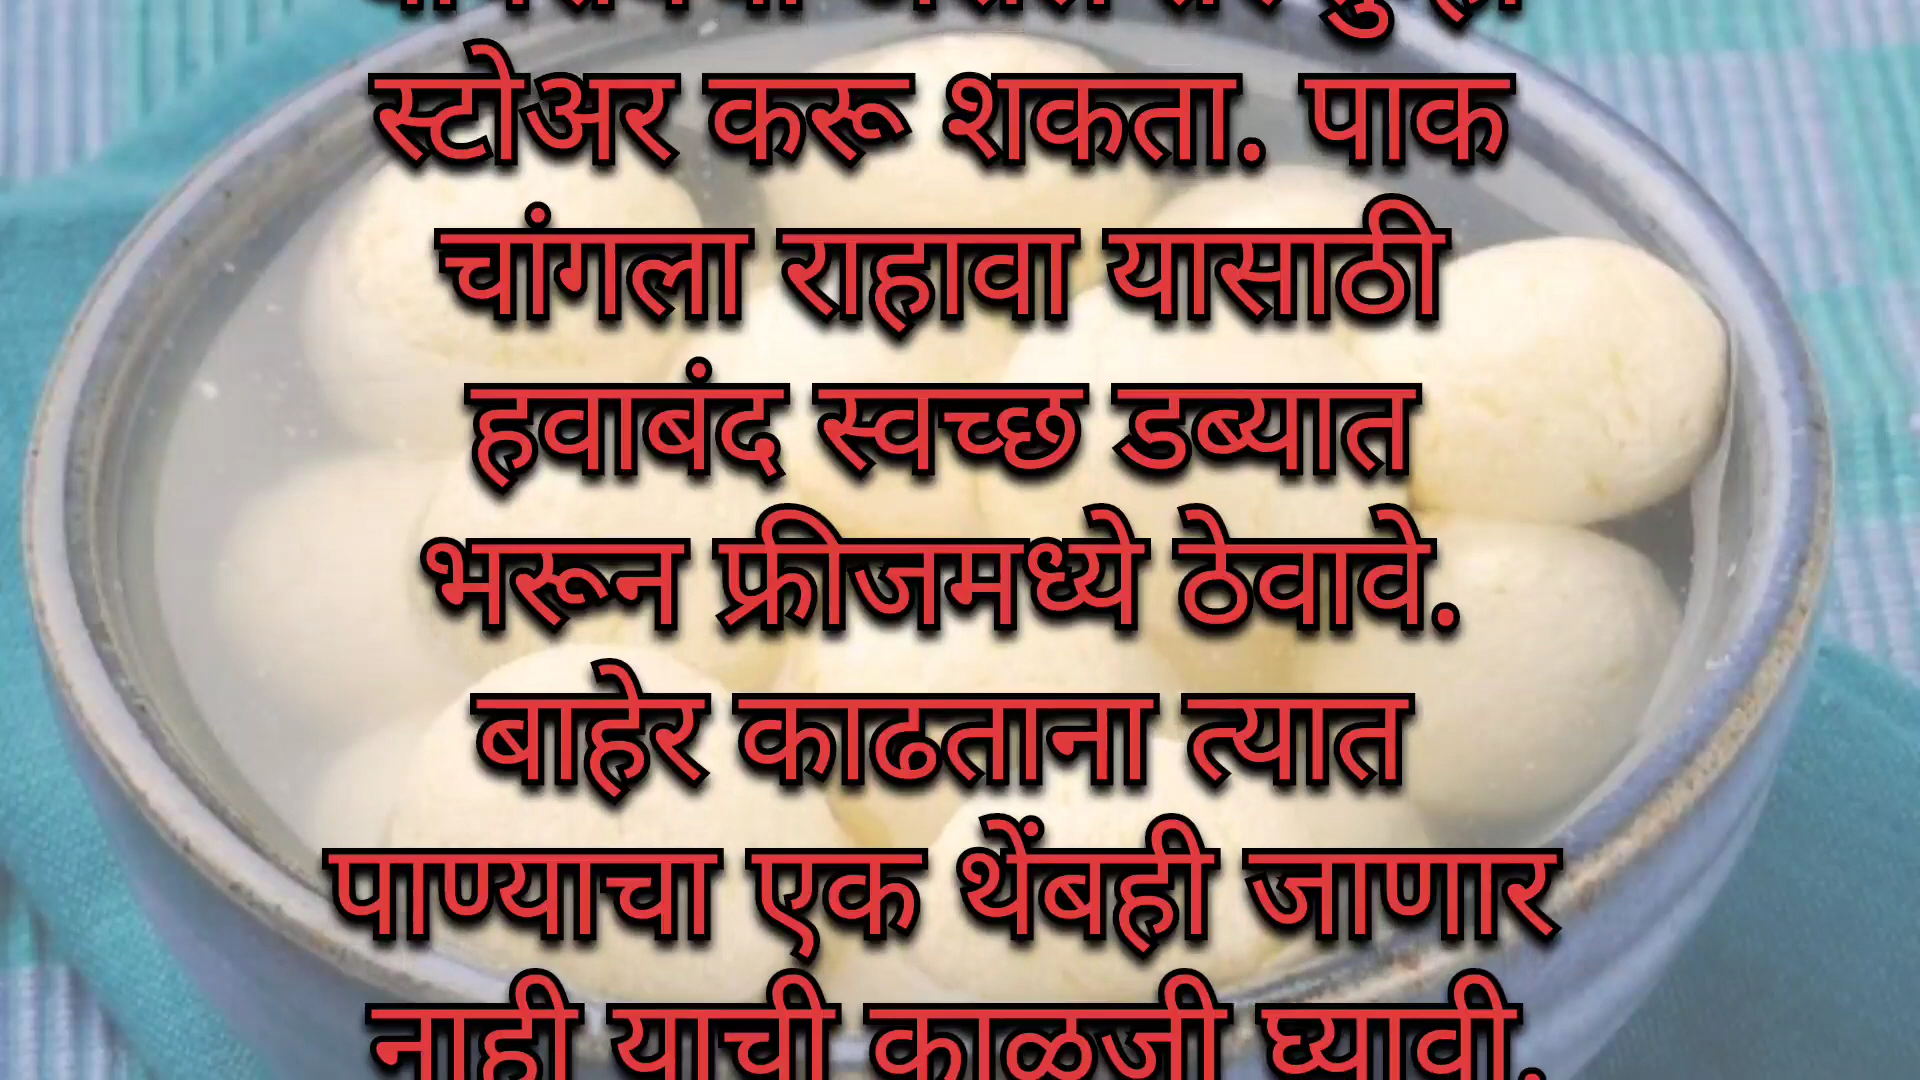 स्टोअर करू शकता. पाक
चांगला राहावा यासाठी
हवाबंद स्वच्छ डब्यात
भरून फ्रीजमध्ये ठेवावे.
बाहेर काढताना त्यात
पाण्याचा एक थेंबही जाणार
नाही याची काळजी घ्यावी.